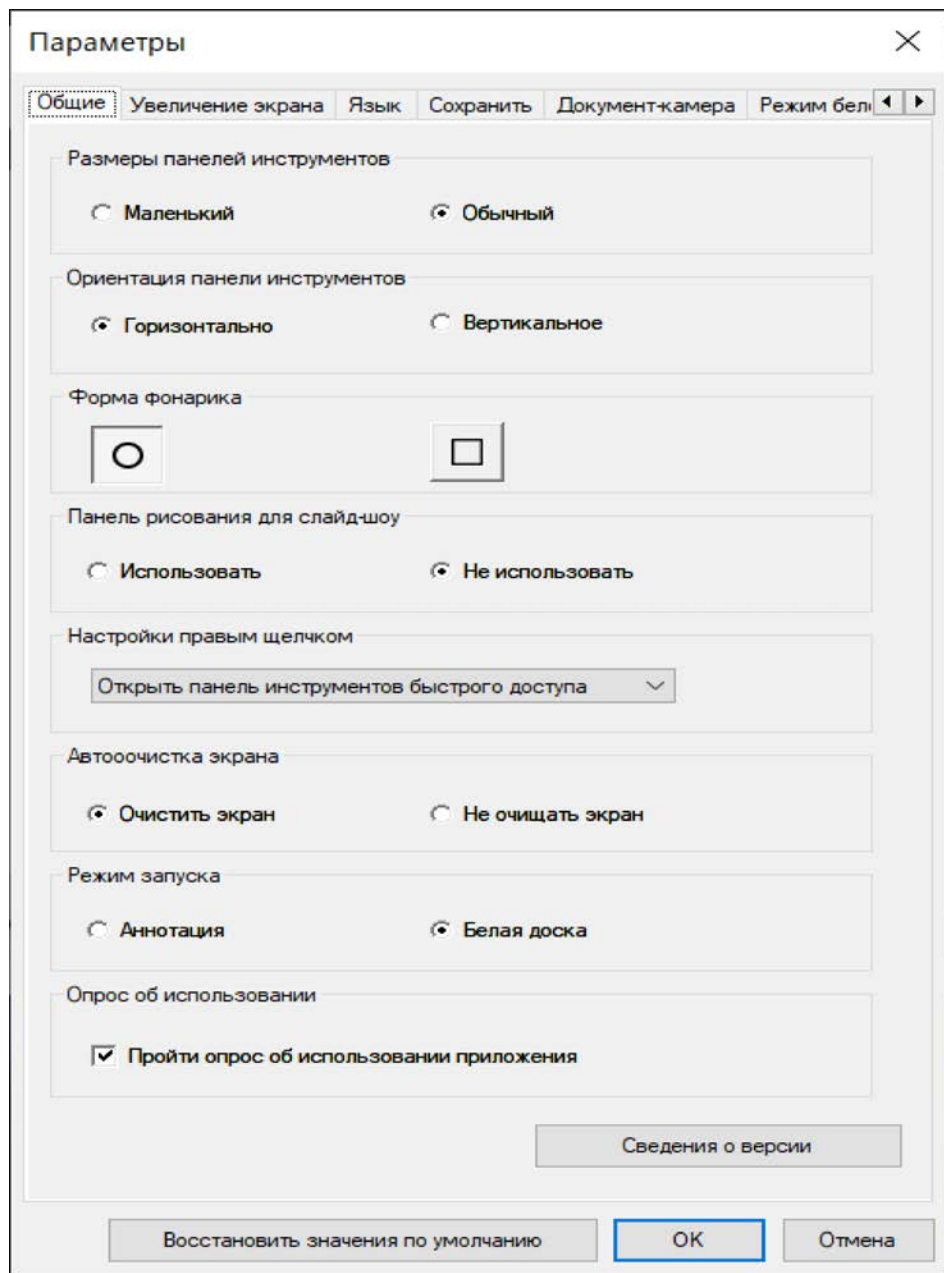 Параметры
Общие Увеличение экрана Язык Сохранить Документ-камера Режим бел
Размеры панелей инструментов
Маленький Обычный
Ориентация панели инструментов
Горизонтально Вертикальное
Форма фонарика
Панель рисования для слайд-шоу
Использовать Не использовать
Настройки правым щелчком
Открыть панель инструментов быстрого доступа
Автооочистка экрана
Очистить экран Не очищать экран
Режим запуска
Аннотация Белая доска
Опрос об использовании
Пройти опрос об использовании приложения
Сведения о версии
Восстановить значения по умолчанию OK Отмена